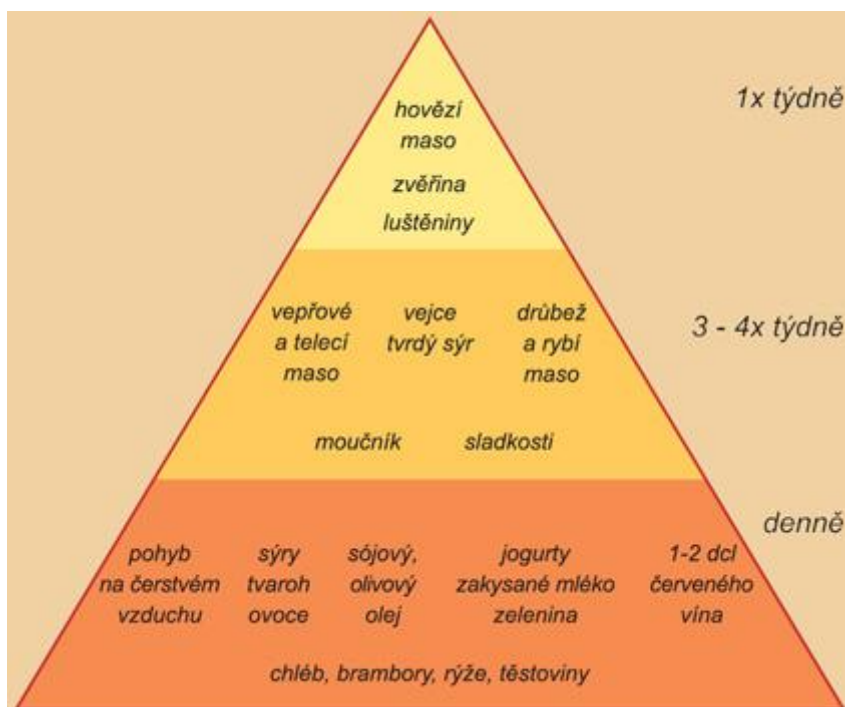 1x týdně
hovězí
maso
zvěřina
luštěniny
3 - 4x týdně
vepřové
a telecí
maso
vejce
tvrdý sýr
drůbež
a rybí
maso
moučník
sladkosti
denně
pohyb
na čerstvém
vzduchu
sýry
tvaroh
ovoce
sójový,
olivový
olej
jogurty
zakysané mléko
zelenina
1-2 dcl
červeného
vína
chléb, brambory, rýže, těstoviny